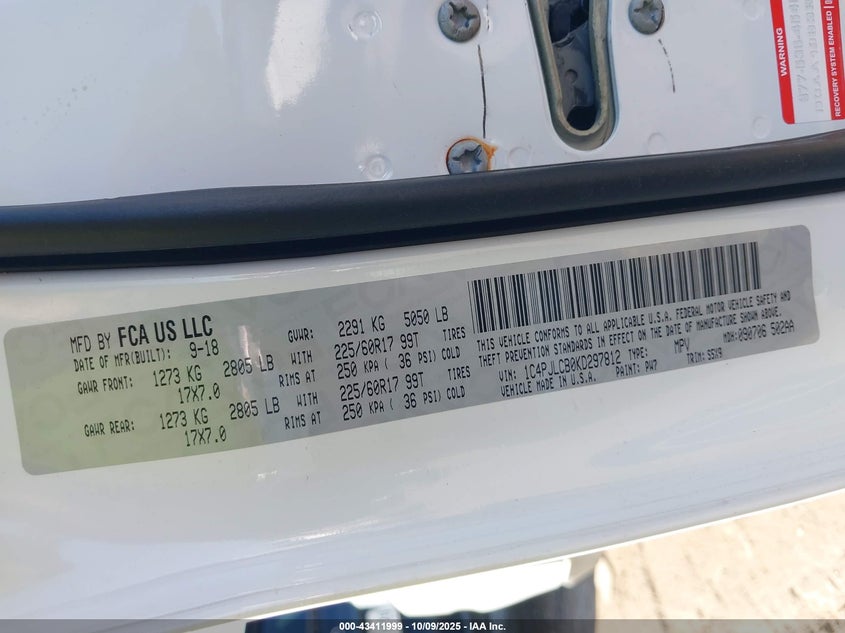 WARNING
RECOVERY SYSTEM ENABLED
MFD BY FCA US LLC
DATE OF MFR(BUILT): 9-18
GVWR: 2291 KG 5050 LB
GAWR FRONT: 1273 KG 2805 LB WITH 225/60R17 99T TIRES
17X7.0 RIMS AT 250 KPA ( 36 PSI) COLD
GAWR REAR: 1273 KG 2805 LB WITH 225/60R17 99T TIRES
17X7.0 RIMS AT 250 KPA ( 36 PSI) COLD
THIS VEHICLE CONFORMS TO ALL APPLICABLE U.S.A. FEDERAL MOTOR VEHICLE SAFETY AND
THEFT PREVENTION STANDARDS IN EFFECT ON THE DATE OF MANUFACTURE SHOWN ABOVE.
VIN: 1C4PJLCB0KD297812 TYPE: MPV MDH: 090706 502AA
VEHICLE MADE IN U.S.A. PAINT: PW7 TRIM: S5X9
000-43411999 - 10/09/2025 - IAA Inc.